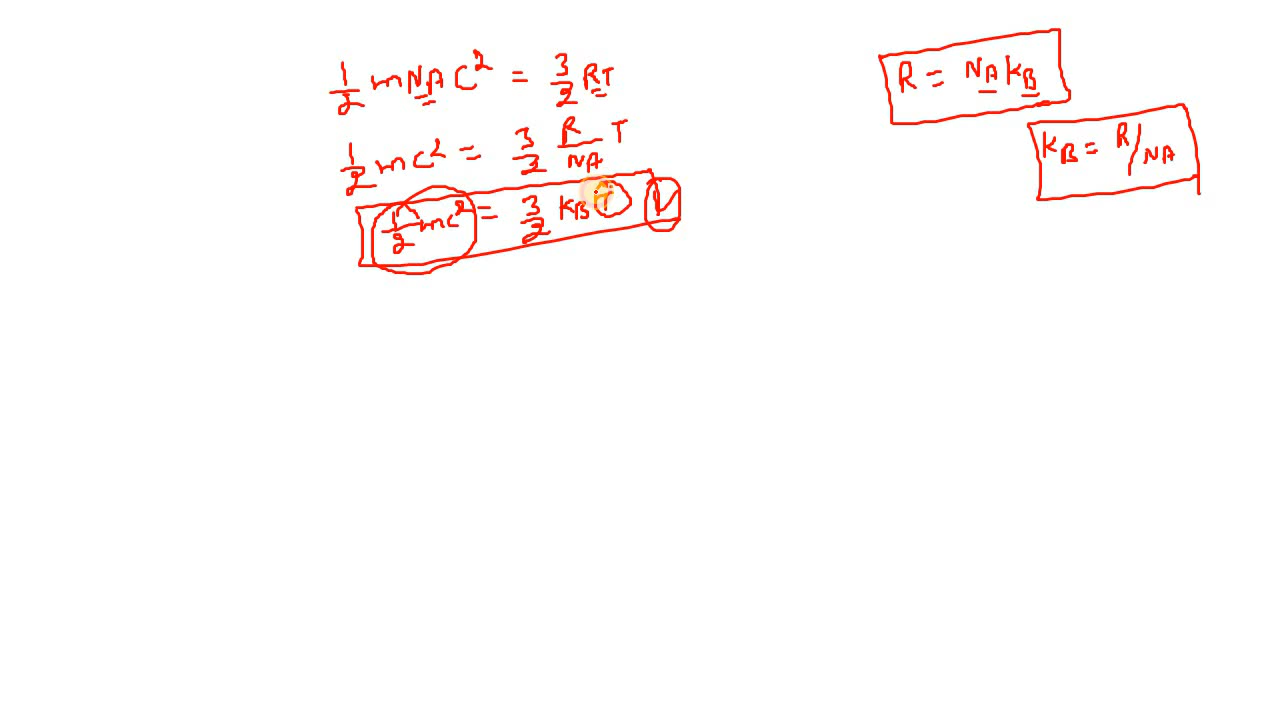 1/2 m NA C² = 3/2 RT
1/2 m c² = 3/2 R/NA T
1/2 mc² = 3/2 KB T
R = NA KB
KB = R/NA